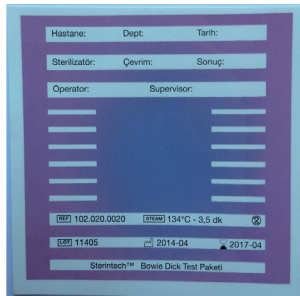 Hastane: Dept: Tarih:
Sterilizatör: Çevrim: Sonuç:
Operator: Supervisor:
REF 102.020.0020 STEAM 134°C - 3,5 dk
LOT 11405 2014-04 2017-04
Sterintech™ Bowie Dick Test Paketi